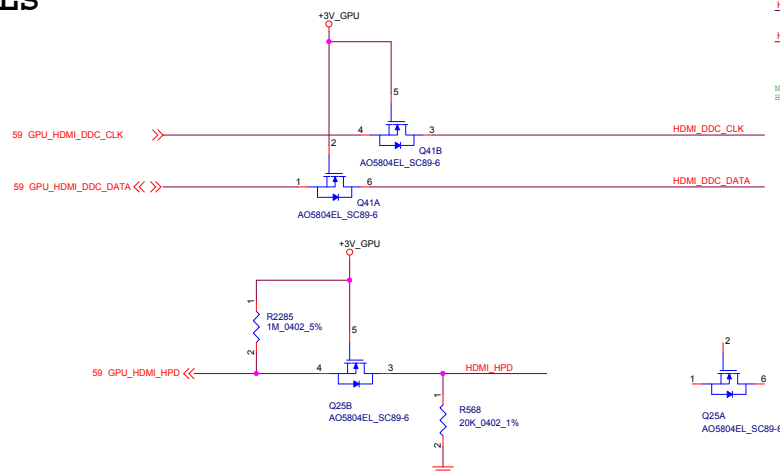 +3V_GPU
5
59 GPU_HDMI_DDC_CLK
4
3
HDMI_DDC_CLK
2
Q41B
AO5804EL_SC89-6
59 GPU_HDMI_DDC_DATA
1
6
HDMI_DDC_DATA
Q41A
AO5804EL_SC89-6
+3V_GPU
1
R2285
1M_0402_5%
2
5
59 GPU_HDMI_HPD
4
3
HDMI_HPD
Q25B
AO5804EL_SC89-6
1
R568
20K_0402_1%
2
2
1
6
Q25A
AO5804EL_SC89-6